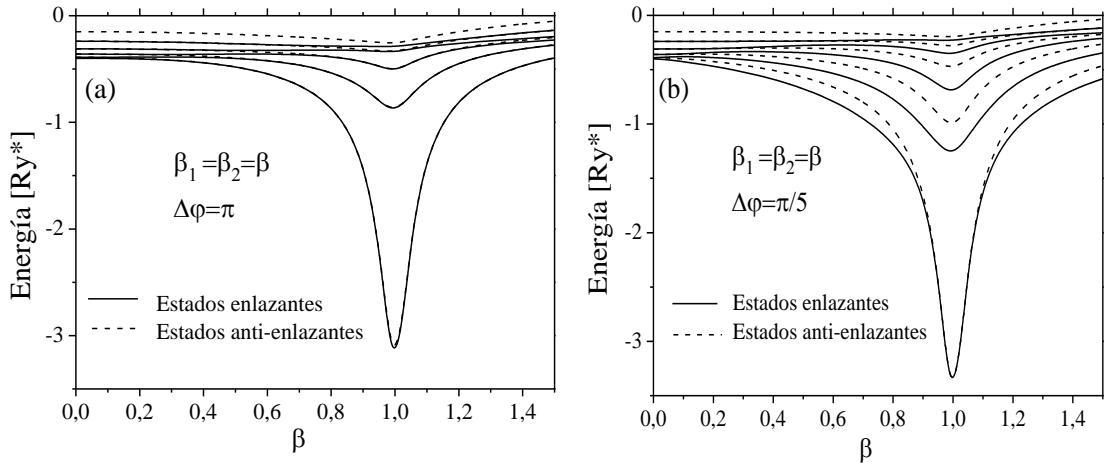 0
-1
-2
-3
Energía [Ry*]
(a)
β₁=β₂=β
Δφ=π
Estados enlazantes
Estados anti-enlazantes
0,0 0,2 0,4 0,6 0,8 1,0 1,2 1,4
β
0
-1
-2
-3
Energía [Ry*]
(b)
β₁=β₂=β
Δφ=π/5
Estados enlazantes
Estados anti-enlazantes
0,0 0,2 0,4 0,6 0,8 1,0 1,2 1,4
β